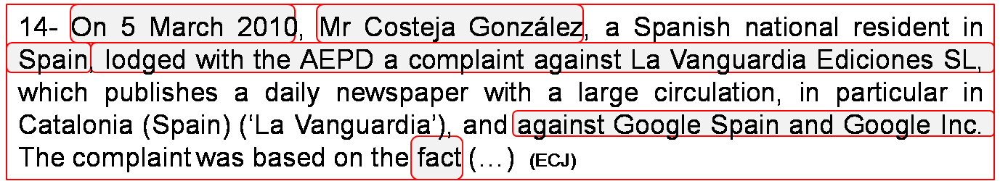 14- On 5 March 2010, Mr Costeja González, a Spanish national resident in
Spain, lodged with the AEPD a complaint against La Vanguardia Ediciones SL,
which publishes a daily newspaper with a large circulation, in particular in
Catalonia (Spain) (‘La Vanguardia’), and against Google Spain and Google Inc.
The complaint was based on the fact (…) (ECJ)